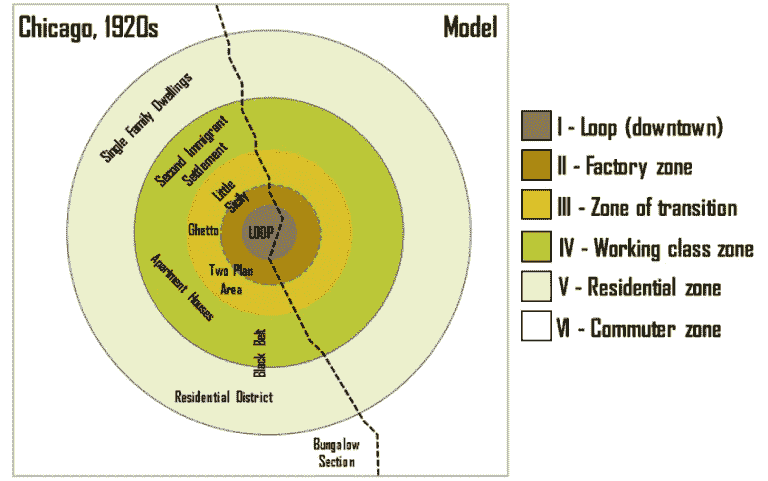 Chicago, 1920s
Model
Single Family Dwellings
Second Immigrant
Settlement
Little
Sicily
Ghetto
LOOP
Two Plan
Area
Apartment Houses
Black Belt
Residential District
Bungalow
Section
I - Loop (downtown)
II - Factory zone
III - Zone of transition
IV - Working class zone
V - Residential zone
VI - Commuter zone